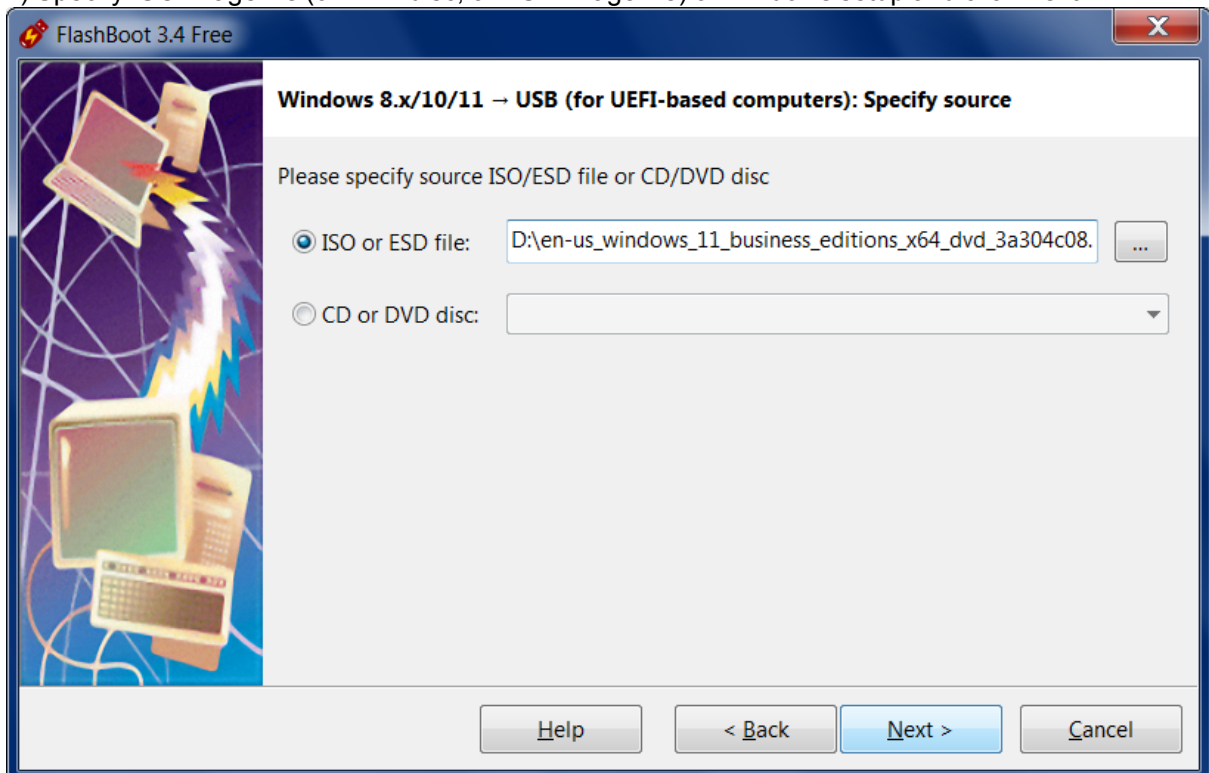 FlashBoot 3.4 Free
X
Windows 8.x/10/11 → USB (for UEFI-based computers): Specify source
Please specify source ISO/ESD file or CD/DVD disc
ISO or ESD file: D:\en-us_windows_11_business_editions_x64_dvd_3a304c08. ...
CD or DVD disc:
Help < Back Next > Cancel